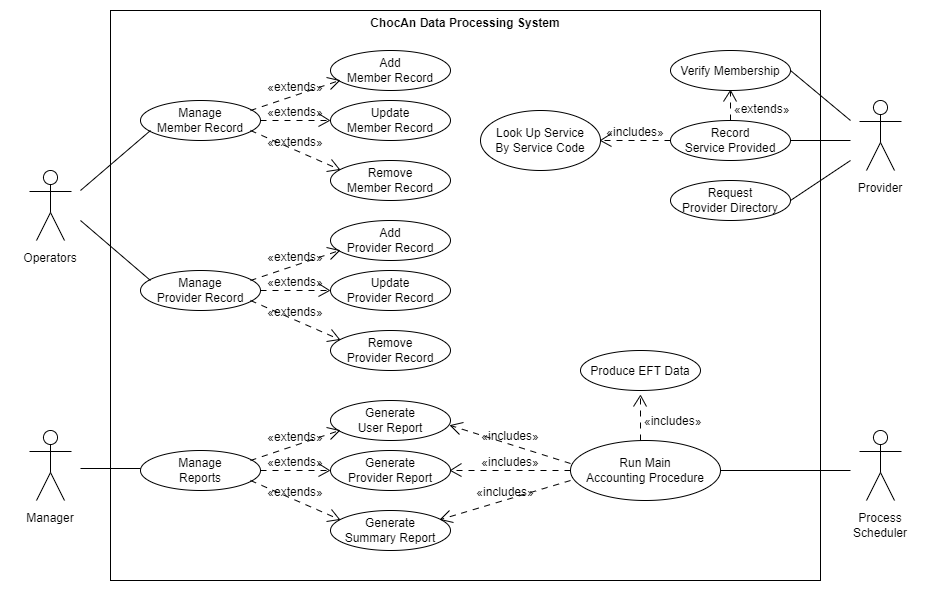 ChocAn Data Processing System
Add
Member Record
«extends»
Manage
Member Record
«extends»
Update
Member Record
«extends»
Remove
Member Record
Operators
Add
Provider Record
«extends»
Manage
Provider Record
«extends»
Update
Provider Record
«extends»
Remove
Provider Record
Verify Membership
«extends»
Look Up Service
By Service Code
«includes»
Record
Service Provided
Request
Provider Directory
Provider
Produce EFT Data
«includes»
Generate
User Report
«extends»
«includes»
Manage
Reports
«extends»
Generate
Provider Report
«includes»
Run Main
Accounting Procedure
«extends»
«includes»
Generate
Summary Report
Manager
Process
Scheduler